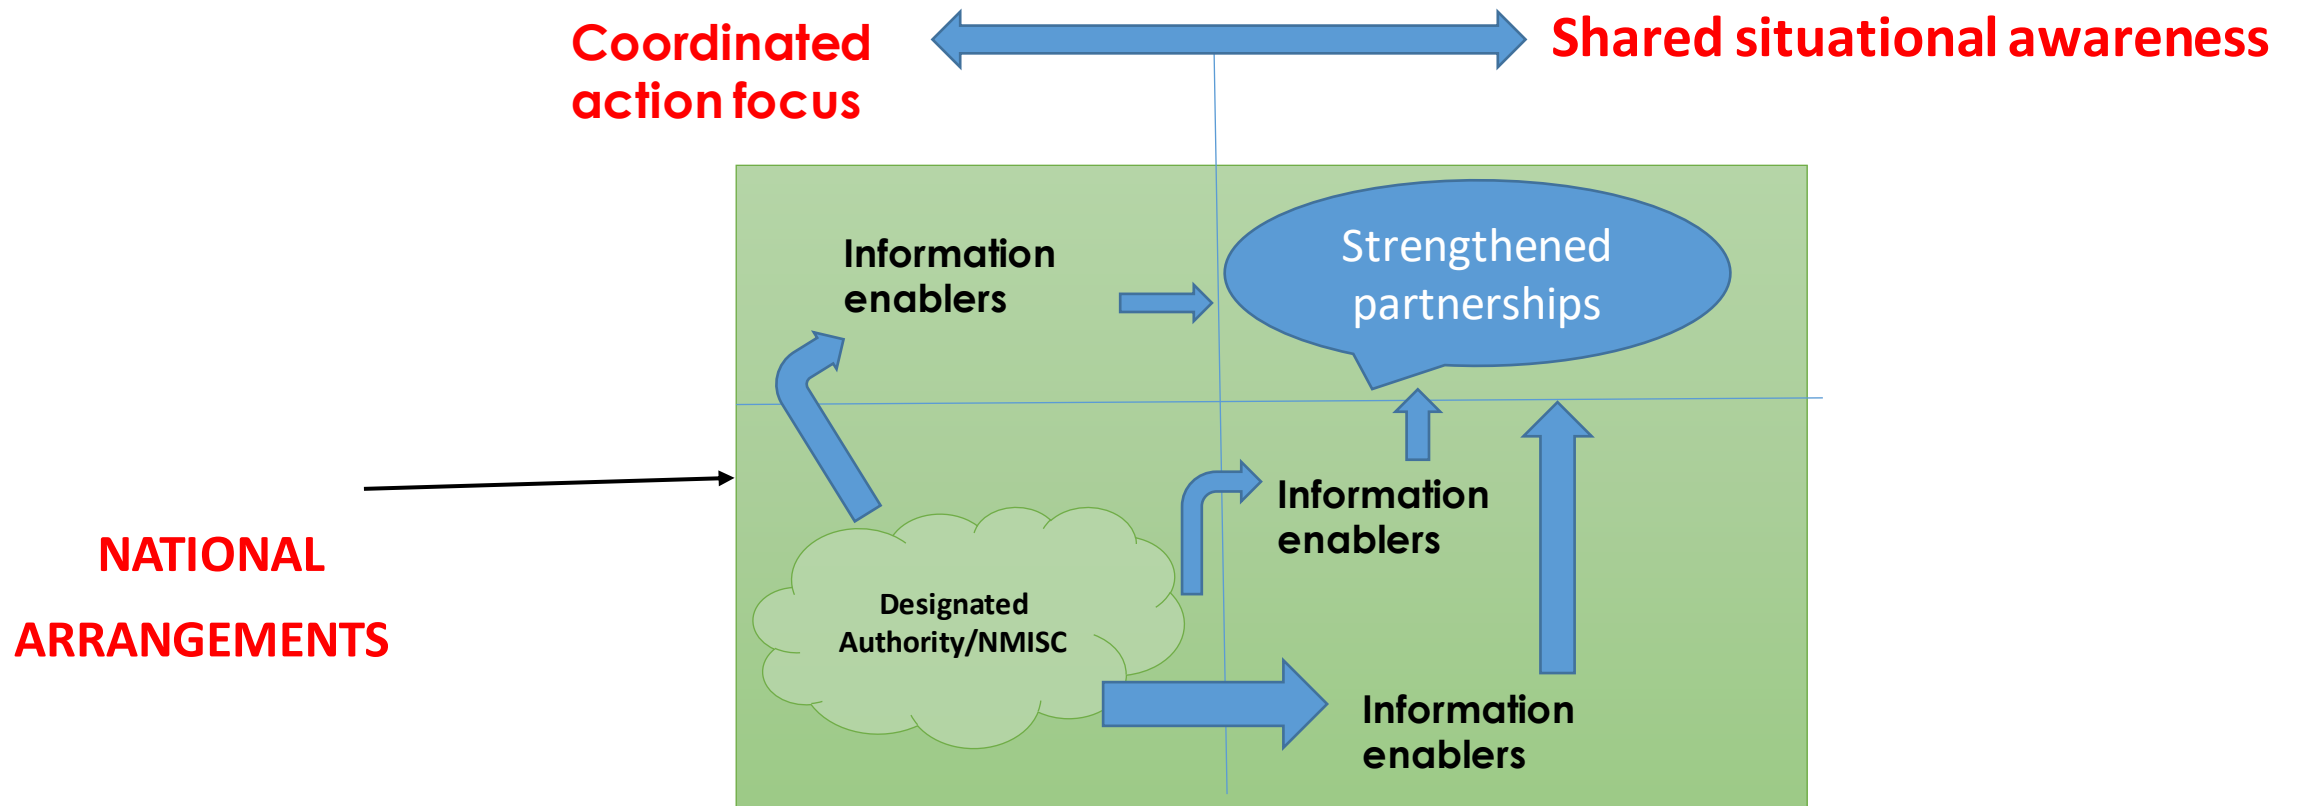 Coordinated
action focus
Shared situational awareness
Information
enablers
Strengthened
partnerships
Information
enablers
NATIONAL
ARRANGEMENTS
Designated
Authority/NMISC
Information
enablers